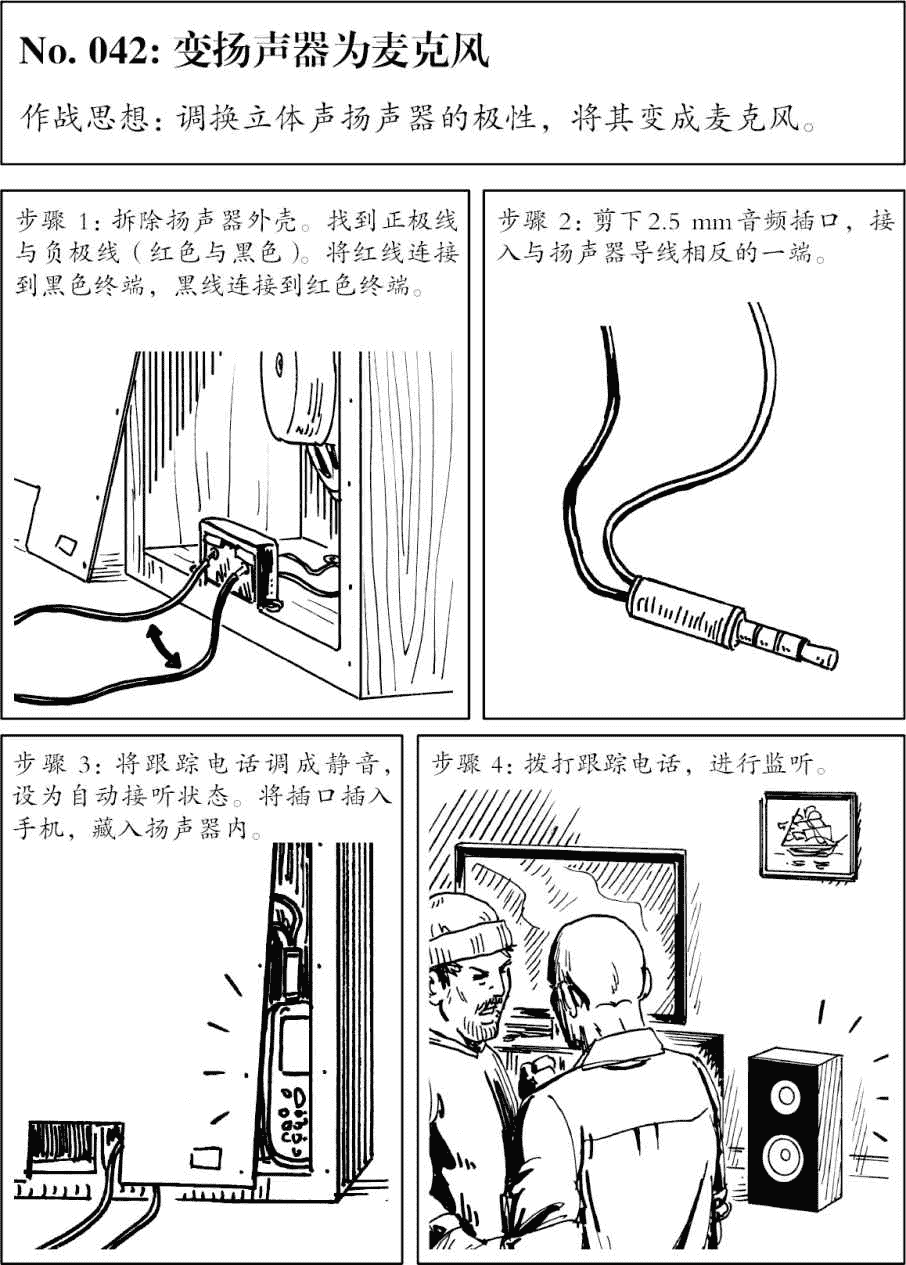 No. 042: 变扬声器为麦克风
作战思想: 调换立体声扬声器的极性，将其变成麦克风。
步骤 1: 拆除扬声器外壳。找到正极线
与负极线（红色与黑色）。将红线连接
到黑色终端，黑线连接到红色终端。
步骤 2: 剪下2.5 mm音频插口，接
入与扬声器导线相反的一端。
步骤 3: 将跟踪电话调成静音，
设为自动接听状态。将插口插入
手机，藏入扬声器内。
步骤 4: 拨打跟踪电话，进行监听。